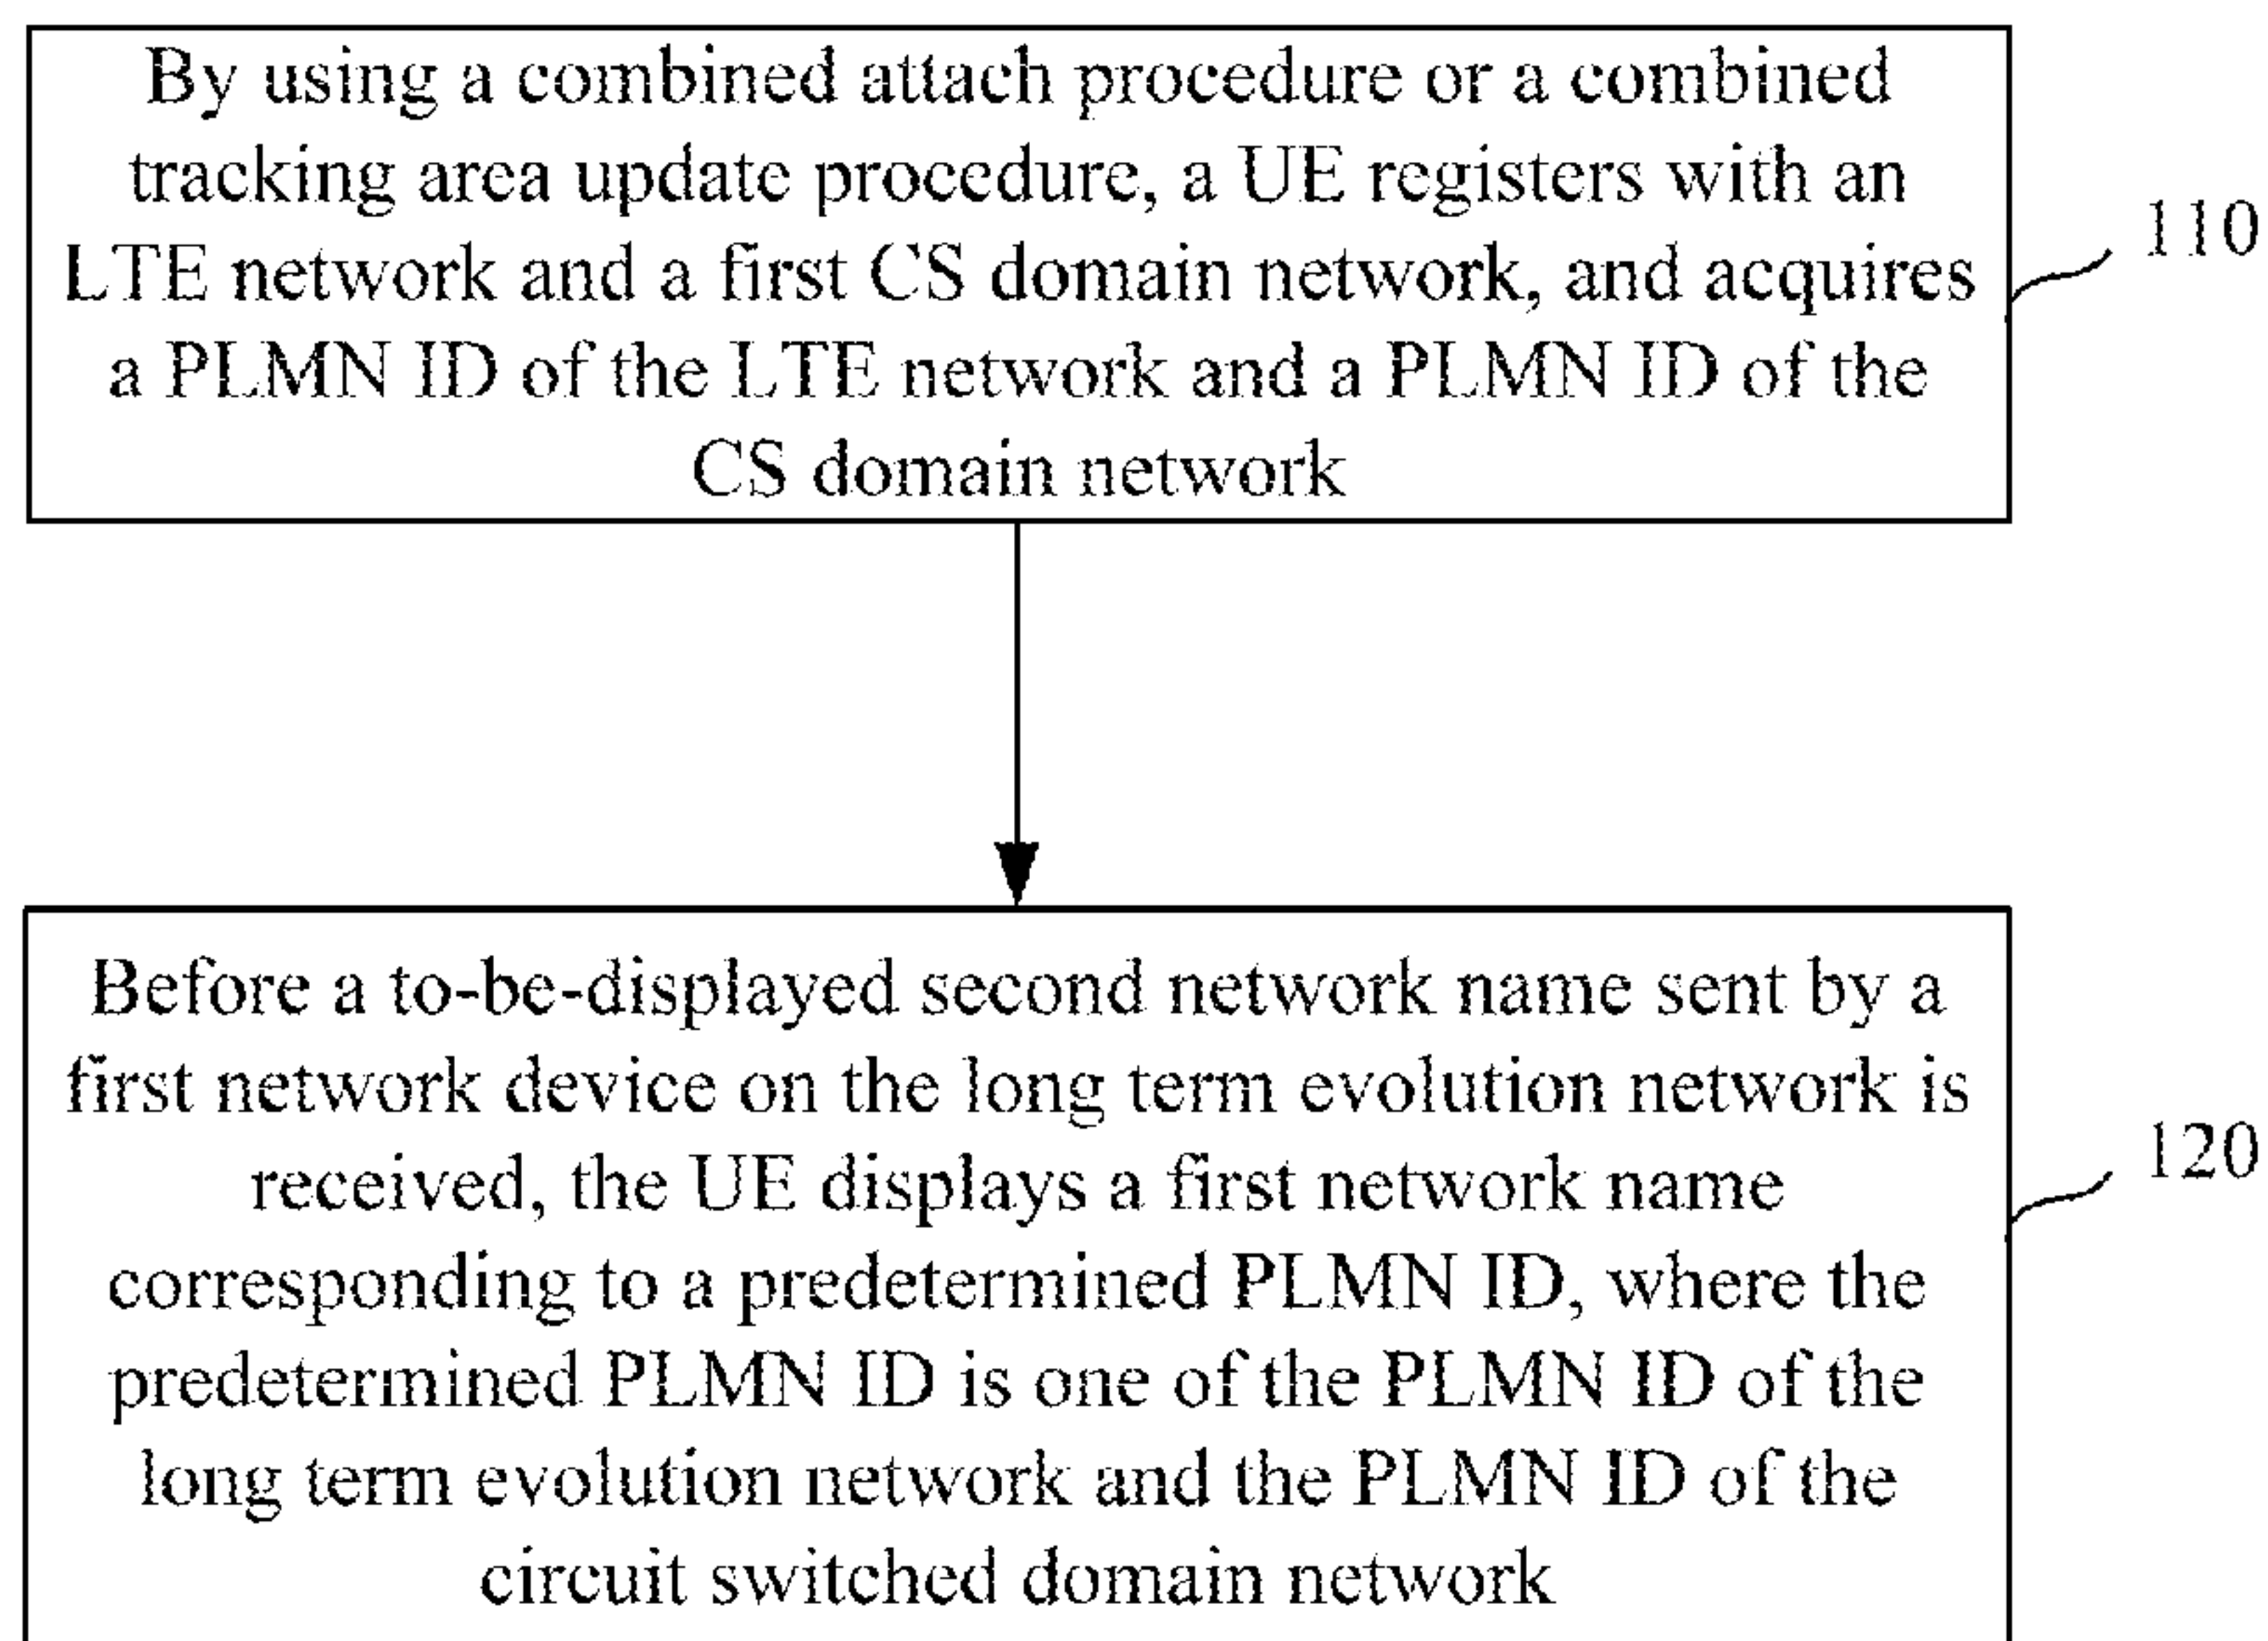 By using a combined attach procedure or a combined
tracking area update procedure, a UE registers with an
LTE network and a first CS domain network, and acquires
a PLMN ID of the LTE network and a PLMN ID of the
CS domain network
110
Before a to-be-displayed second network name sent by a
first network device on the long term evolution network is
received, the UE displays a first network name
corresponding to a predetermined PLMN ID, where the
predetermined PLMN ID is one of the PLMN ID of the
long term evolution network and the PLMN ID of the
circuit switched domain network
120